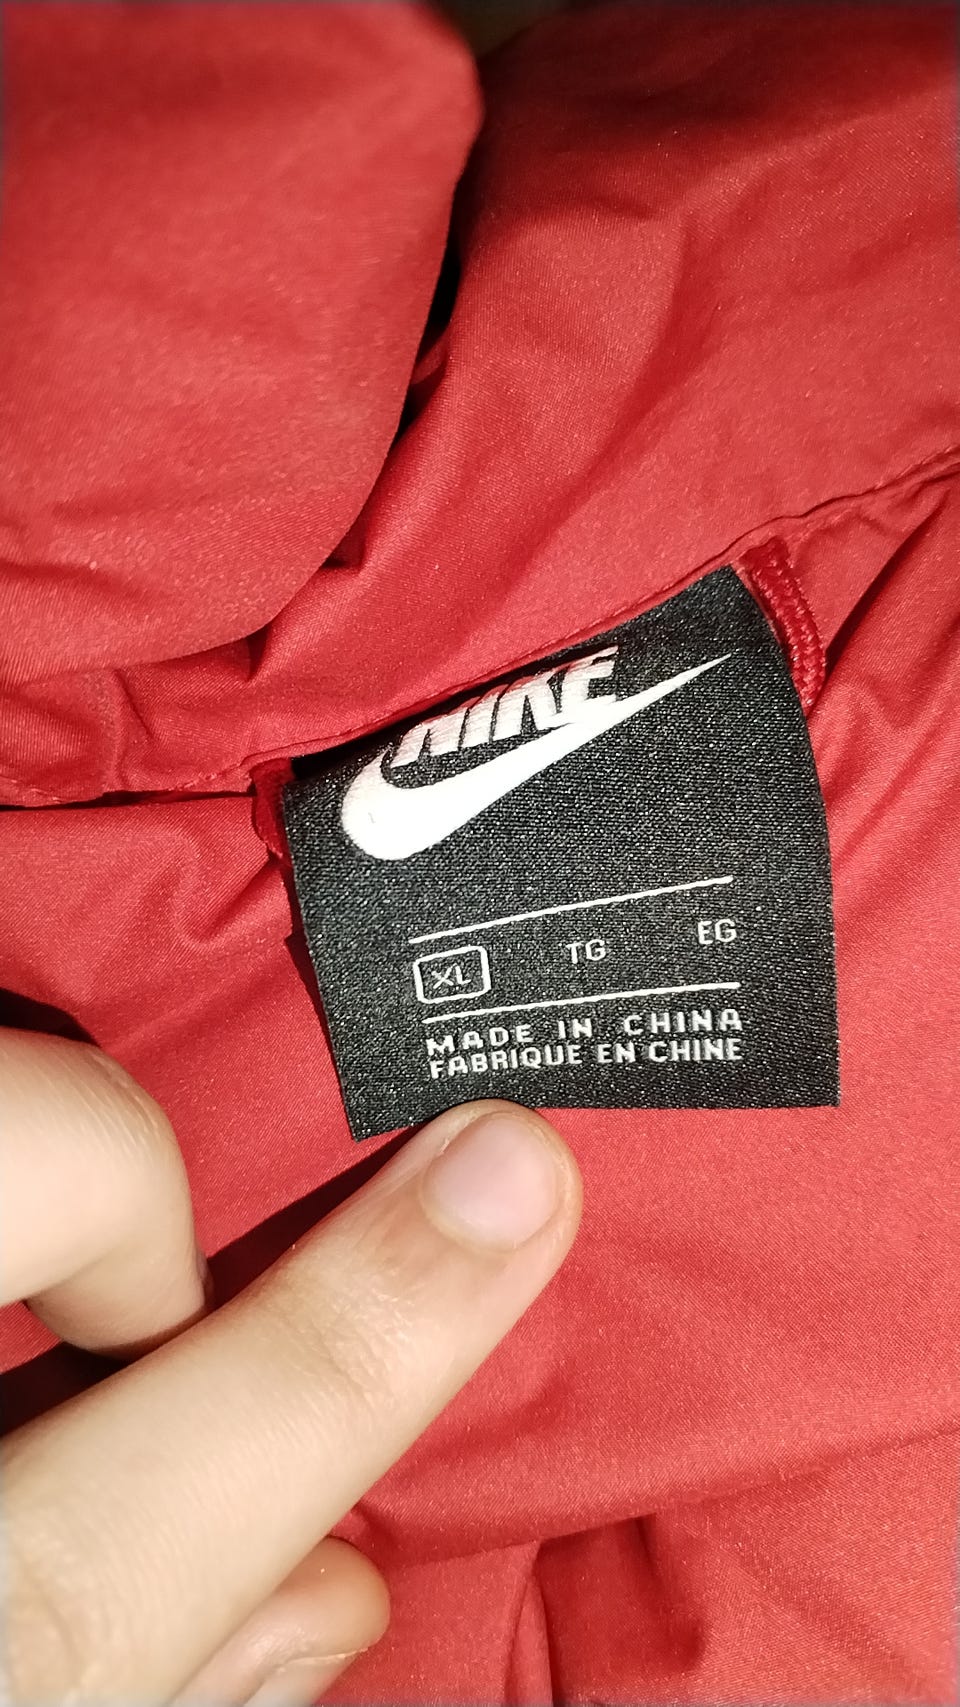 NIKE
XL TG EG
MADE IN CHINA
FABRIQUE EN CHINE